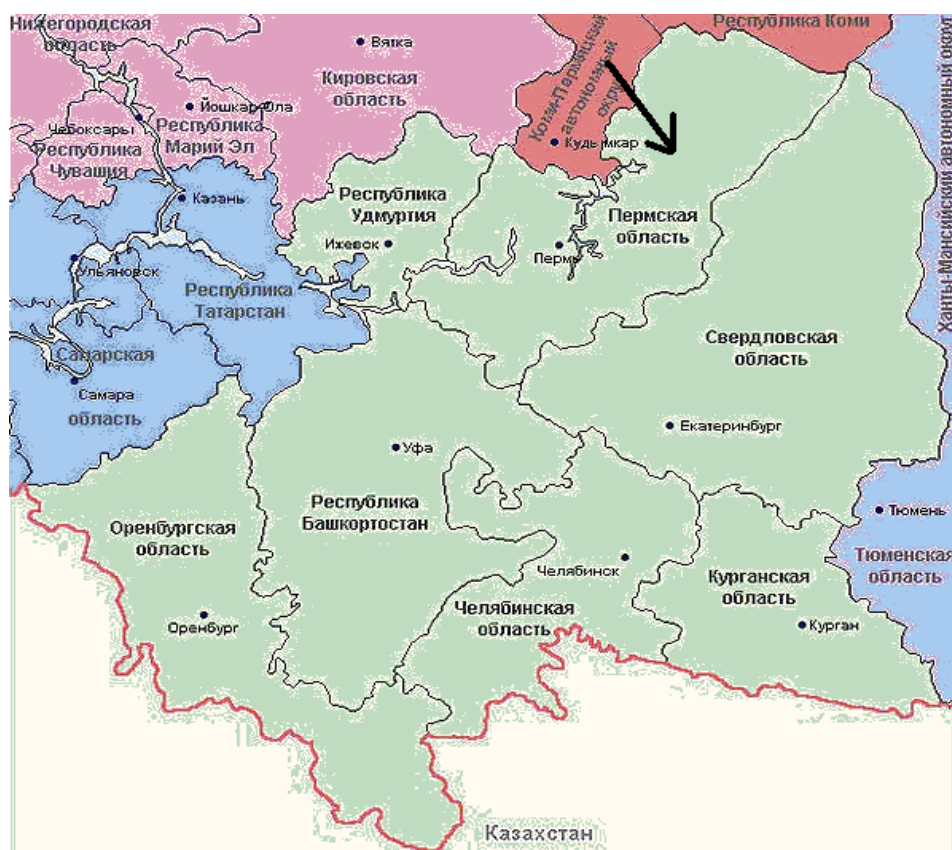 Нижегородская
область
Республика Коми
Вятка
Кировская
область
Коми-Пермяцкий
автономный
округ
Ханты-Мансийский автономный округ
Йошкар-Ола
Чебоксары
Республика
Марий Эл
Республика
Чувашия
Кудымкар
Казань
Республика
Удмуртия
Ижевск
Пермская
область
Пермь
Ульяновск
Республика
Татарстан
Свердловская
область
Самарская
Самара
область
Екатеринбург
Уфа
Республика
Башкортостан
Оренбургская
область
Тюмень
Тюменская
область
Челябинск
Курганская
область
Челябинская
область
Оренбург
Курган
Казахстан